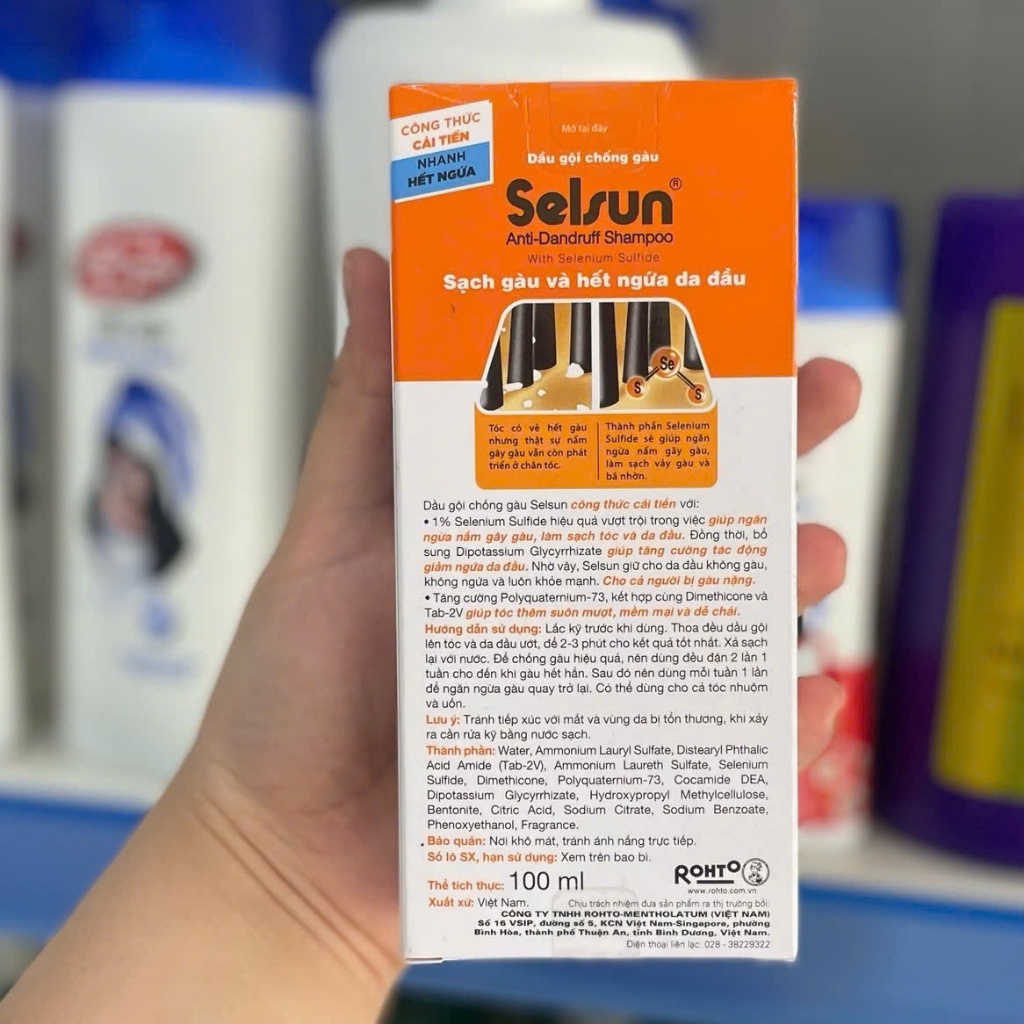 CÔNG THỨC
CẢI TIẾN
NHANH
HẾT NGỨA
Mở tại đây
Dầu gội chống gàu
Selsun®
Anti-Dandruff Shampoo
With Selenium Sulfide
Sạch gàu và hết ngứa da đầu
Se
S
S
Tóc có vẻ hết gàu
nhưng thật sự nấm
gây gàu vẫn còn phát
triển ở chân tóc.
Thành phần Selenium
Sulfide sẽ giúp ngăn
ngừa nấm gây gàu,
làm sạch vảy gàu và
bã nhờn.
Dầu gội chống gàu Selsun công thức cải tiến với:
• 1% Selenium Sulfide hiệu quả vượt trội trong việc giúp ngăn
ngừa nấm gây gàu, làm sạch tóc và da đầu. Đồng thời, bổ
sung Dipotassium Glycyrrhizate giúp tăng cường tác động
giảm ngứa da đầu. Nhờ vậy, Selsun giữ cho da đầu không gàu,
không ngứa và luôn khỏe mạnh. Cho cả người bị gàu nặng.
• Tăng cường Polyquaternium-73, kết hợp cùng Dimethicone và
Tab-2V giúp tóc thêm suôn mượt, mềm mại và dễ chải.
Hướng dẫn sử dụng: Lắc kỹ trước khi dùng. Thoa đều dầu gội
lên tóc và da đầu ướt, để 2-3 phút cho kết quả tốt nhất. Xả sạch
lại với nước. Để chống gàu hiệu quả, nên dùng đều đặn 2 lần 1
tuần cho đến khi gàu hết hẳn. Sau đó nên dùng mỗi tuần 1 lần
để ngăn ngừa gàu quay trở lại. Có thể dùng cho cả tóc nhuộm
và uốn.
Lưu ý: Tránh tiếp xúc với mắt và vùng da bị tổn thương, khi xảy
ra cần rửa kỹ bằng nước sạch.
Thành phần: Water, Ammonium Lauryl Sulfate, Distearyl Phthalic
Acid Amide (Tab-2V), Ammonium Laureth Sulfate, Selenium
Sulfide, Dimethicone, Polyquaternium-73, Cocamide DEA,
Dipotassium Glycyrrhizate, Hydroxypropyl Methylcellulose,
Bentonite, Citric Acid, Sodium Citrate, Sodium Benzoate,
Phenoxyethanol, Fragrance.
Bảo quản: Nơi khô mát, tránh ánh nắng trực tiếp.
Số lô SX, hạn sử dụng: Xem trên bao bì.
Thể tích thực: 100 ml
ROHTO
www.rohto.com.vn
Xuất xứ: Việt Nam.
Chịu trách nhiệm đưa sản phẩm ra thị trường bởi:
CÔNG TY TNHH ROHTO-MENTHOLATUM (VIỆT NAM)
Số 16 VSIP, đường số 5, KCN Việt Nam-Singapore, phường
Bình Hòa, thành phố Thuận An, tỉnh Bình Dương, Việt Nam.
Điện thoại liên lạc: 028 - 38229322